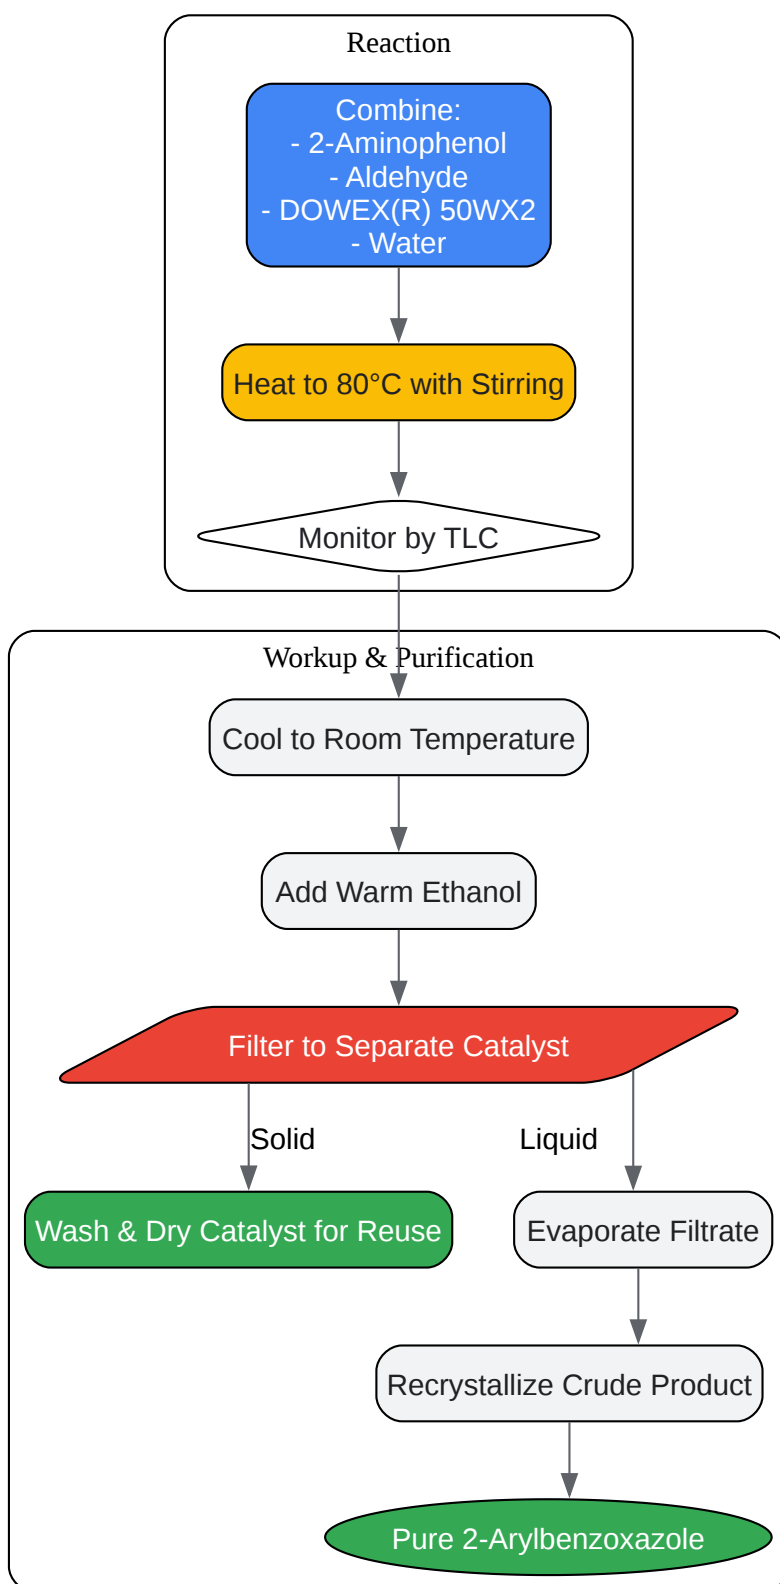 Reaction
Combine:
- 2-Aminophenol
- Aldehyde
- DOWEX(R) 50WX2
- Water
Heat to 80°C with Stirring
Monitor by TLC
Workup & Purification
Cool to Room Temperature
Add Warm Ethanol
Filter to Separate Catalyst
Solid
Liquid
Wash & Dry Catalyst for Reuse
Evaporate Filtrate
Recrystallize Crude Product
Pure 2-Arylbenzoxazole